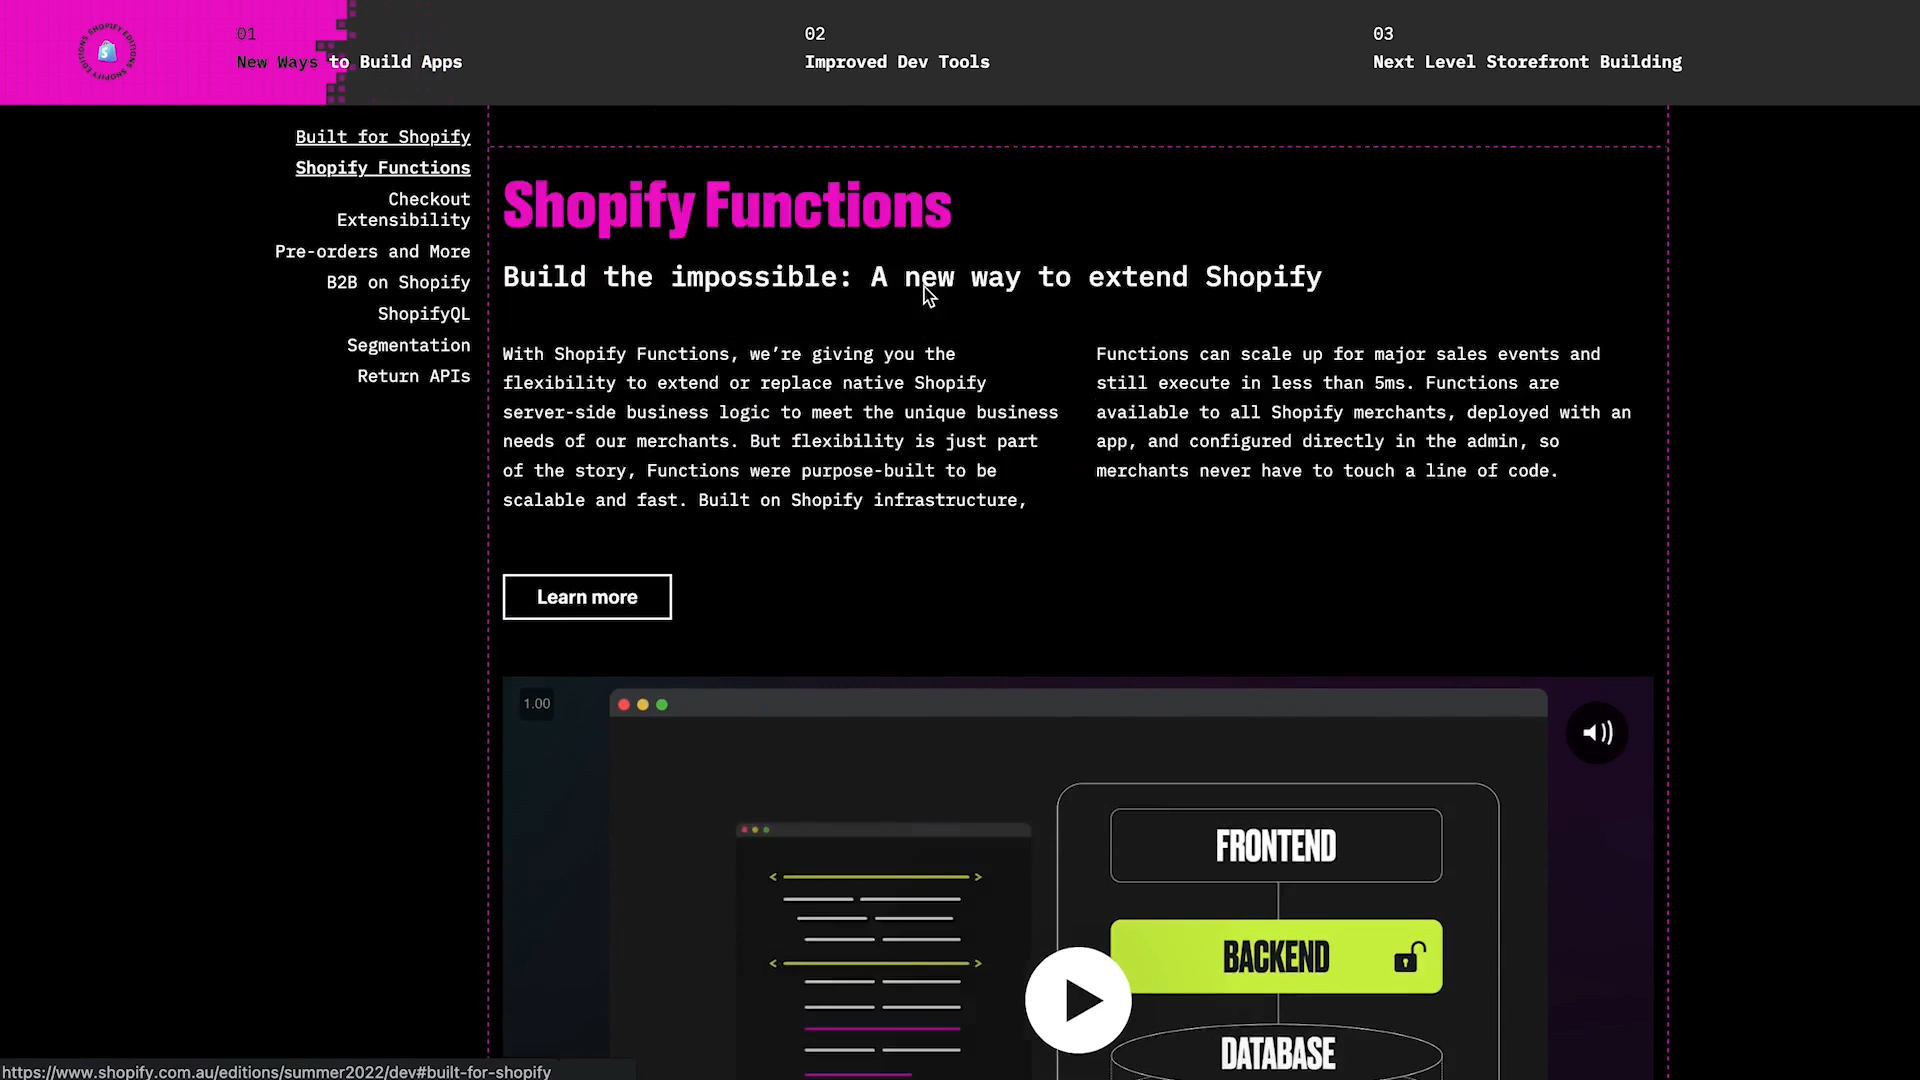 SHOPIFY EDITIONS SHOPIFY EDITIONS
01
New Ways to Build Apps
02
Improved Dev Tools
03
Next Level Storefront Building
Built for Shopify
Shopify Functions
Checkout
Extensibility
Pre-orders and More
B2B on Shopify
ShopifyQL
Segmentation
Return APIs
Shopify Functions
Build the impossible: A new way to extend Shopify
With Shopify Functions, we’re giving you the
flexibility to extend or replace native Shopify
server-side business logic to meet the unique business
needs of our merchants. But flexibility is just part
of the story, Functions were purpose-built to be
scalable and fast. Built on Shopify infrastructure,
Functions can scale up for major sales events and
still execute in less than 5ms. Functions are
available to all Shopify merchants, deployed with an
app, and configured directly in the admin, so
merchants never have to touch a line of code.
Learn more
1.00
FRONTEND
BACKEND
DATABASE
https://www.shopify.com.au/editions/summer2022/dev#built-for-shopify